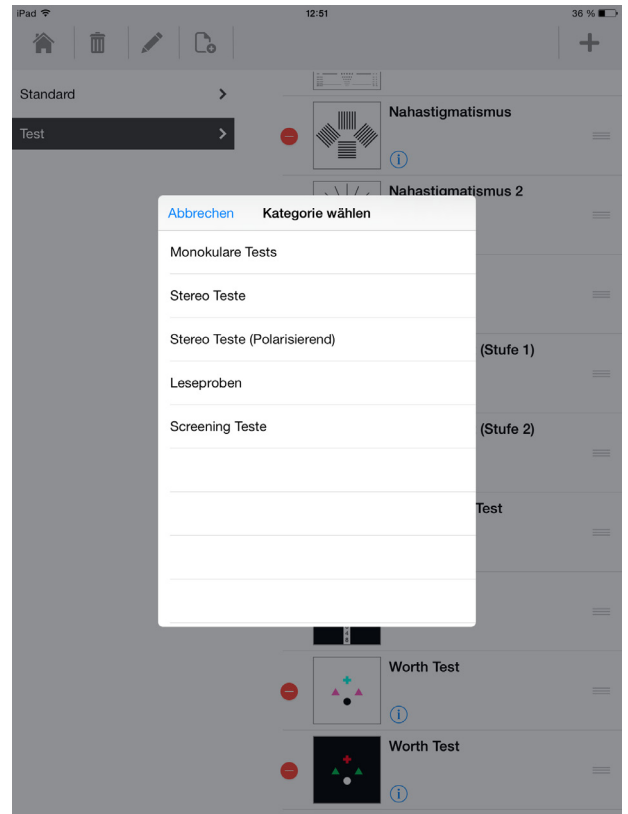 iPad 12:51 36 %
Standard
Test
Nahastigmatismus
Nahastigmatismus 2
Abbrechen Kategorie wählen
Monokulare Tests
Stereo Teste
Stereo Teste (Polarisierend)
(Stufe 1)
Leseproben
Screening Teste
(Stufe 2)
Test
Worth Test
Worth Test